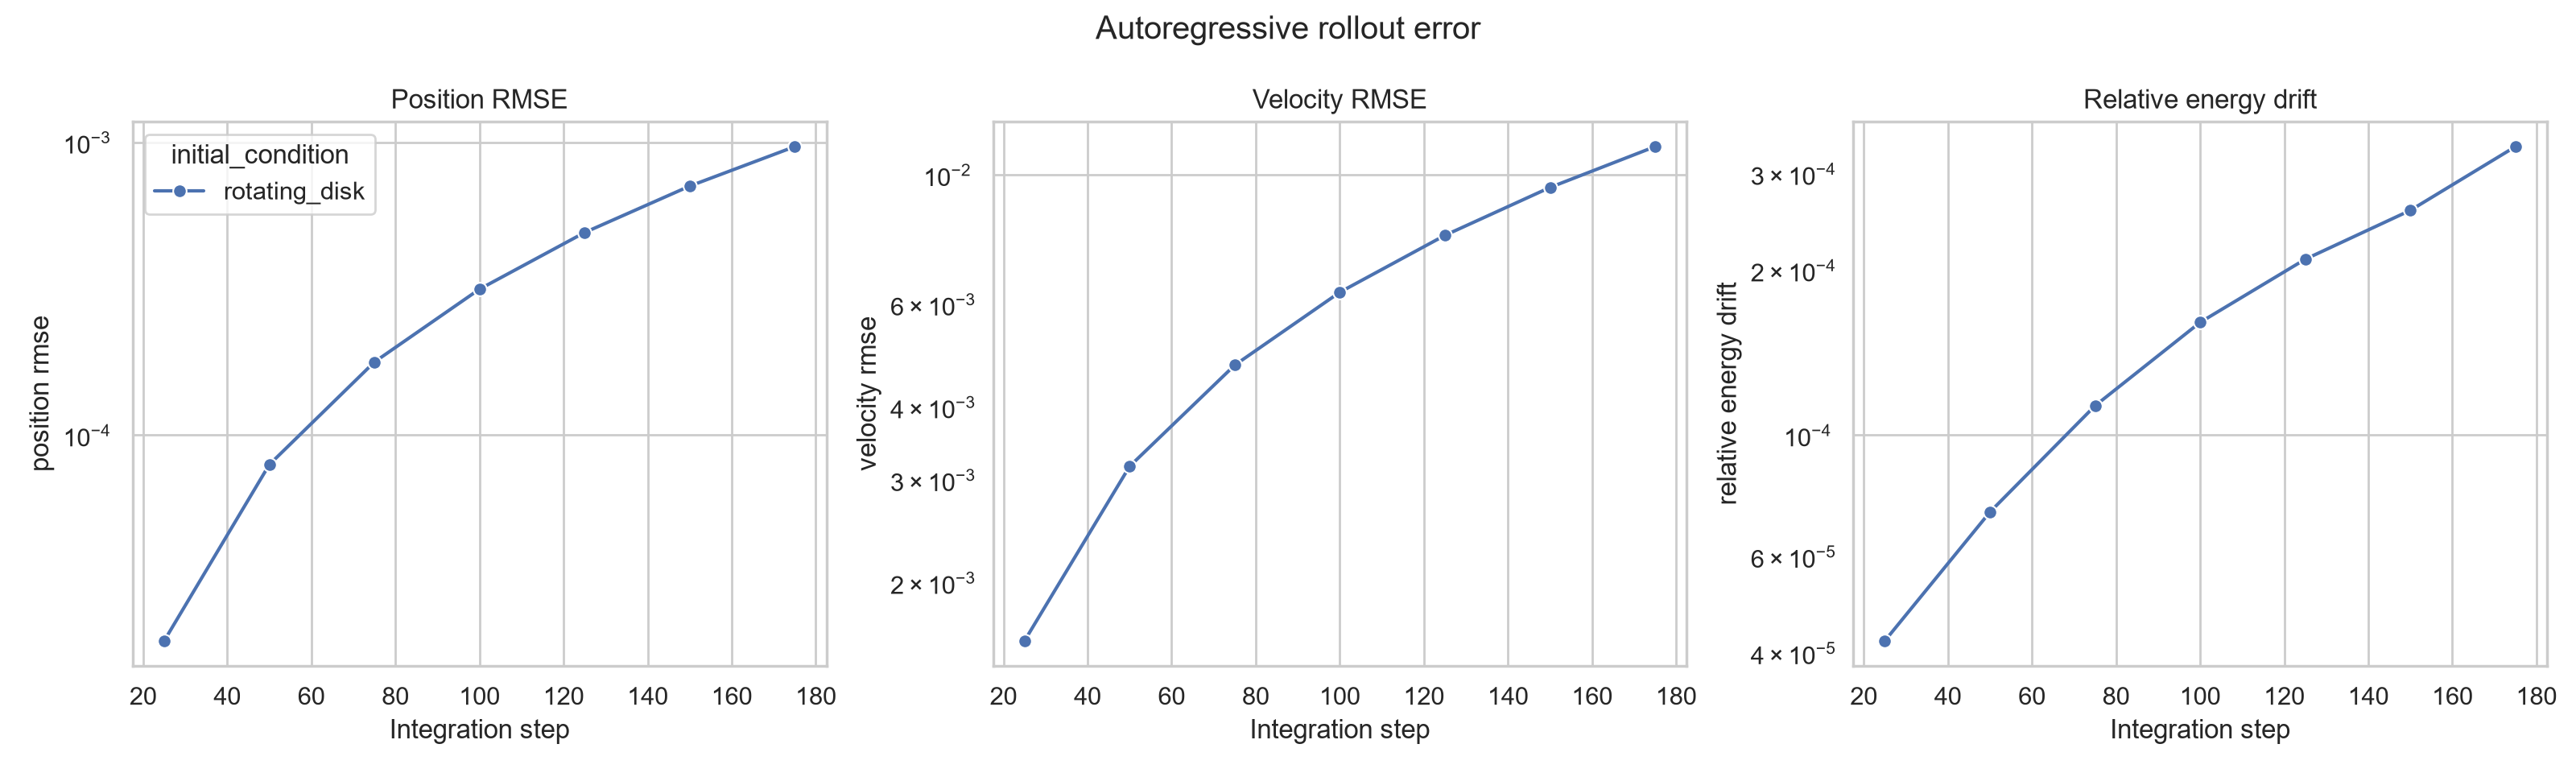 Autoregressive rollout error
Position RMSE
10⁻³
10⁻⁴
position rmse
initial_condition
rotating_disk
20 40 60 80 100 120 140 160 180
Integration step
Velocity RMSE
10⁻²
6 × 10⁻³
4 × 10⁻³
3 × 10⁻³
2 × 10⁻³
velocity rmse
20 40 60 80 100 120 140 160 180
Integration step
Relative energy drift
3 × 10⁻⁴
2 × 10⁻⁴
10⁻⁴
6 × 10⁻⁵
4 × 10⁻⁵
relative energy drift
20 40 60 80 100 120 140 160 180
Integration step